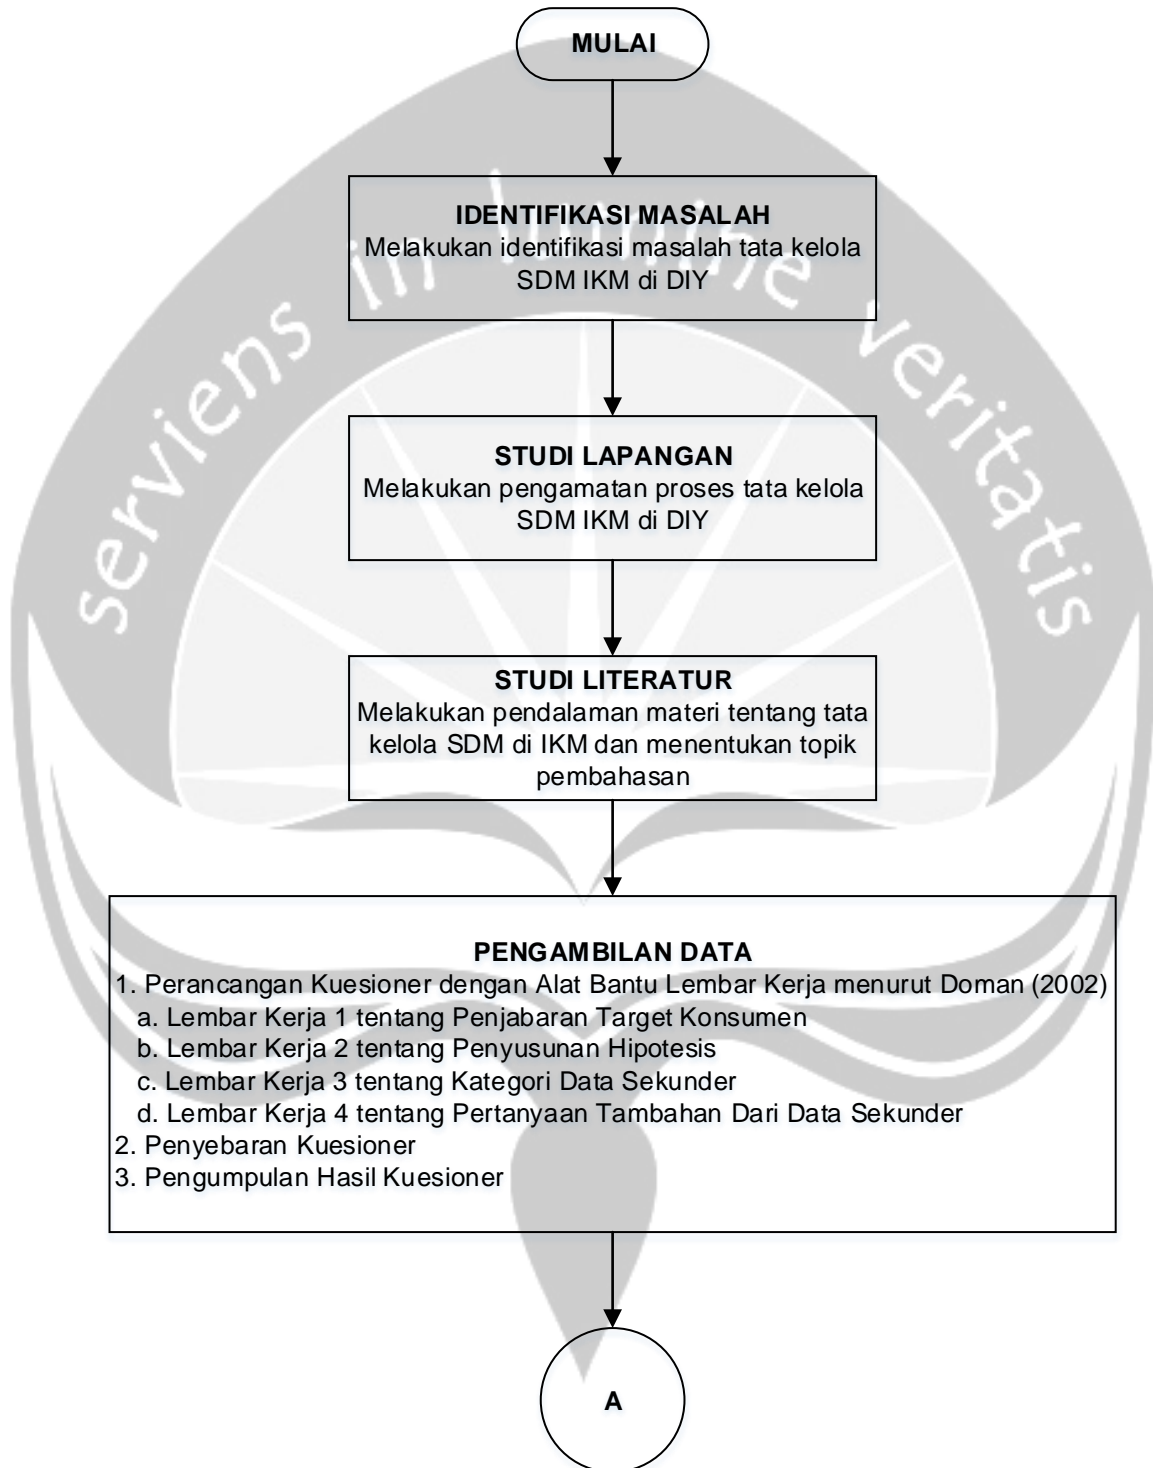 MULAI
serviens in lumine veritatis
IDENTIFIKASI MASALAH
Melakukan identifikasi masalah tata kelola
SDM IKM di DIY
STUDI LAPANGAN
Melakukan pengamatan proses tata kelola
SDM IKM di DIY
STUDI LITERATUR
Melakukan pendalaman materi tentang tata
kelola SDM di IKM dan menentukan topik
pembahasan
PENGAMBILAN DATA
1. Perancangan Kuesioner dengan Alat Bantu Lembar Kerja menurut Doman (2002)
a. Lembar Kerja 1 tentang Penjabaran Target Konsumen
b. Lembar Kerja 2 tentang Penyusunan Hipotesis
c. Lembar Kerja 3 tentang Kategori Data Sekunder
d. Lembar Kerja 4 tentang Pertanyaan Tambahan Dari Data Sekunder
2. Penyebaran Kuesioner
3. Pengumpulan Hasil Kuesioner
A